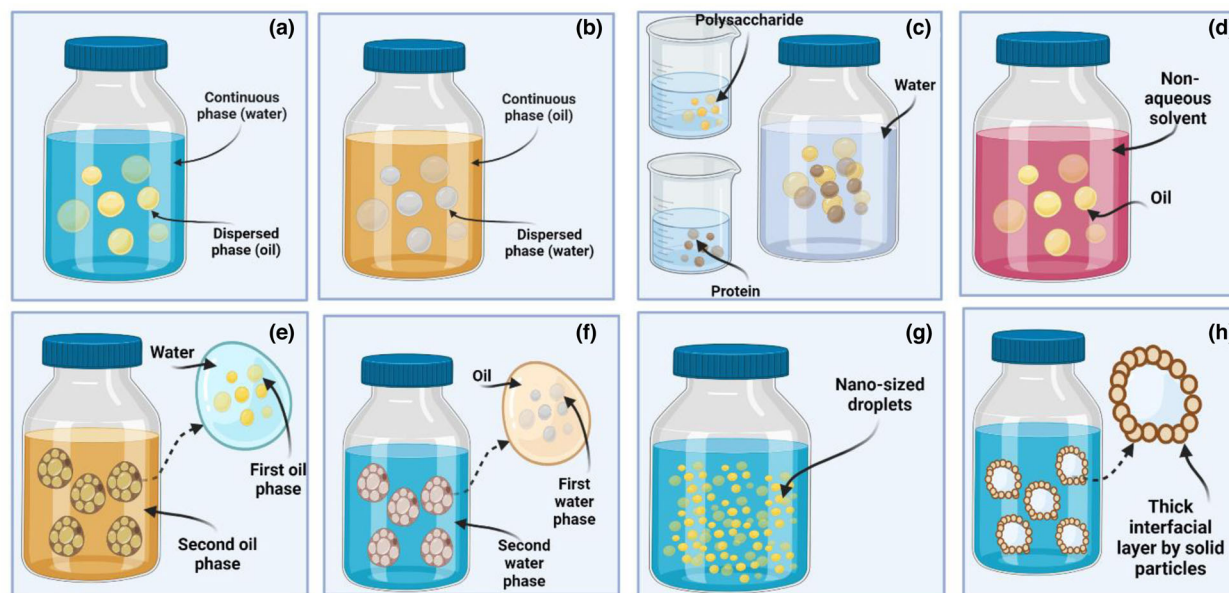 (a)
Continuous
phase (water)
Dispersed
phase (oil)
(b)
Continuous
phase (oil)
Dispersed
phase (water)
(c)
Polysaccharide
Water
Protein
(d)
Non-
aqueous
solvent
Oil
(e)
Water
First oil
phase
Second oil
phase
(f)
Oil
First
water
phase
Second
water
phase
(g)
Nano-sized
droplets
(h)
Thick
interfacial
layer by solid
particles